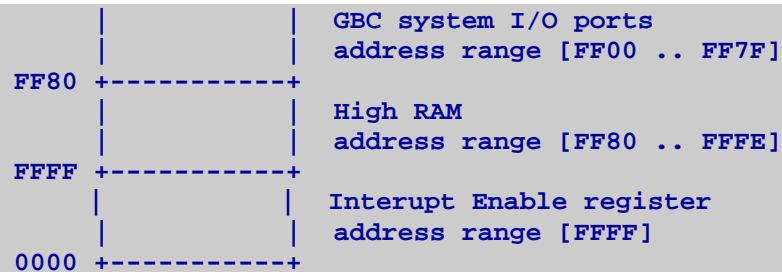 |           |  GBC system I/O ports
|           |  address range [FF00 .. FF7F]
FF80 +-----------+
|           |  High RAM
|           |  address range [FF80 .. FFFE]
FFFF +-----------+
|           |  Interupt Enable register
|           |  address range [FFFF]
0000 +-----------+